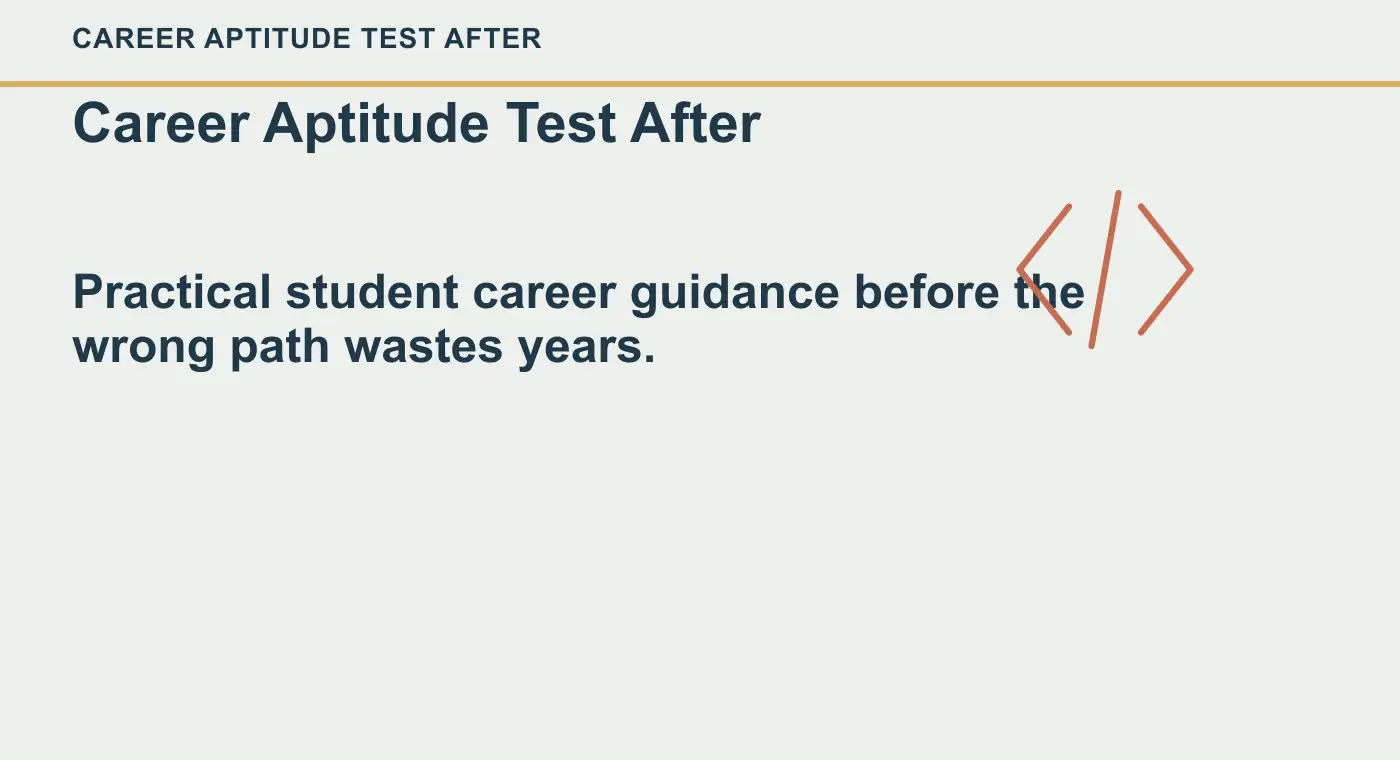 CAREER APTITUDE TEST AFTER
Career Aptitude Test After
Practical student career guidance before the
wrong path wastes years.